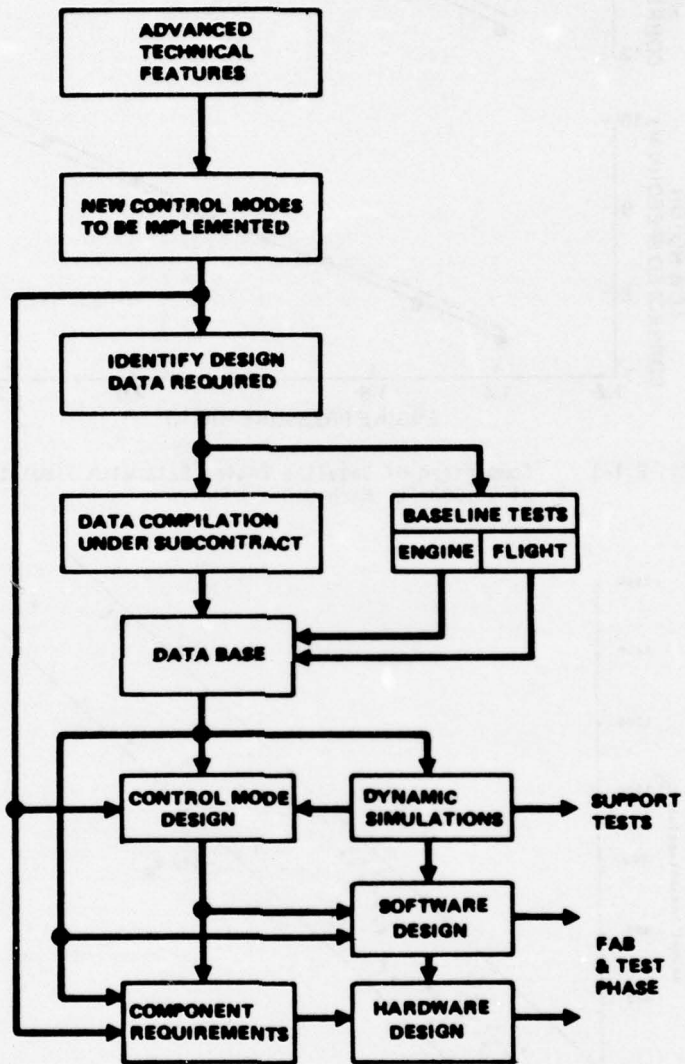 ADVANCED
TECHNICAL
FEATURES
NEW CONTROL MODES
TO BE IMPLEMENTED
IDENTIFY DESIGN
DATA REQUIRED
DATA COMPILATION
UNDER SUBCONTRACT
BASELINE TESTS
ENGINE
FLIGHT
DATA BASE
CONTROL MODE
DESIGN
DYNAMIC
SIMULATIONS
SUPPORT
TESTS
SOFTWARE
DESIGN
FAB
& TEST
PHASE
COMPONENT
REQUIREMENTS
HARDWARE
DESIGN